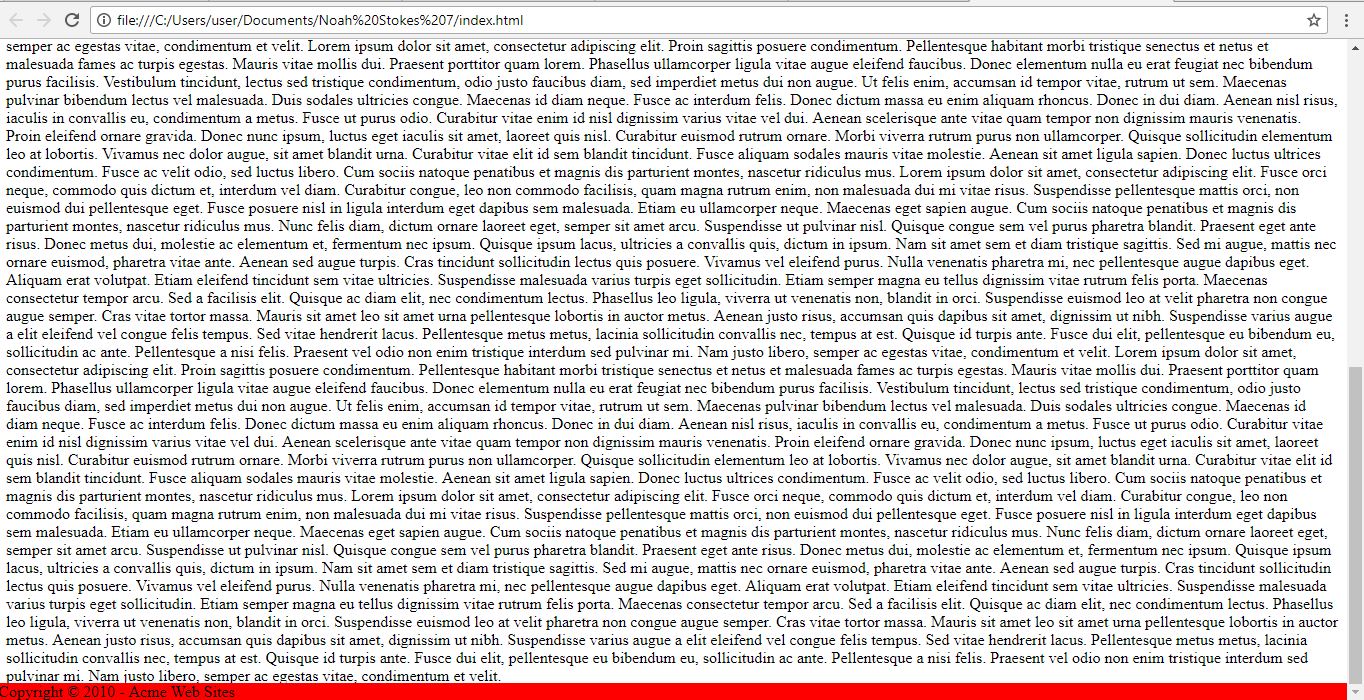 file:///C:/Users/user/Documents/Noah%20Stokes%207/index.html
semper ac egestas vitae, condimentum et velit. Lorem ipsum dolor sit amet, consectetur adipiscing elit. Proin sagittis posuere condimentum. Pellentesque habitant morbi tristique senectus et netus et
malesuada fames ac turpis egestas. Mauris vitae mollis dui. Praesent porttitor quam lorem. Phasellus ullamcorper ligula vitae augue eleifend faucibus. Donec elementum nulla eu erat feugiat nec bibendum
purus facilisis. Vestibulum tincidunt, lectus sed tristique condimentum, odio justo faucibus diam, sed imperdiet metus dui non augue. Ut felis enim, accumsan id tempor vitae, rutrum ut sem. Maecenas
pulvinar bibendum lectus vel malesuada. Duis sodales ultricies congue. Maecenas id diam neque. Fusce ac interdum felis. Donec dictum massa eu enim aliquam rhoncus. Donec in dui diam. Aenean nisl risus,
iaculis in convallis eu, condimentum a metus. Fusce ut purus odio. Curabitur vitae enim id nisl dignissim varius vitae vel dui. Aenean scelerisque ante vitae quam tempor non dignissim mauris venenatis.
Proin eleifend ornare gravida. Donec nunc ipsum, luctus eget iaculis sit amet, laoreet quis nisl. Curabitur euismod rutrum ornare. Morbi viverra rutrum purus non ullamcorper. Quisque sollicitudin elementum
leo at lobortis. Vivamus nec dolor augue, sit amet blandit urna. Curabitur vitae elit id sem blandit tincidunt. Fusce aliquam sodales mauris vitae molestie. Aenean sit amet ligula sapien. Donec luctus ultrices
condimentum. Fusce ac velit odio, sed luctus libero. Cum sociis natoque penatibus et magnis dis parturient montes, nascetur ridiculus mus. Lorem ipsum dolor sit amet, consectetur adipiscing elit. Fusce orci
neque, commodo quis dictum et, interdum vel diam. Curabitur congue, leo non commodo facilisis, quam magna rutrum enim, non malesuada dui mi vitae risus. Suspendisse pellentesque mattis orci, non
euismod dui pellentesque eget. Fusce posuere nisl in ligula interdum eget dapibus sem malesuada. Etiam eu ullamcorper neque. Maecenas eget sapien augue. Cum sociis natoque penatibus et magnis dis
parturient montes, nascetur ridiculus mus. Nunc felis diam, dictum ornare laoreet eget, semper sit amet arcu. Suspendisse ut pulvinar nisl. Quisque congue sem vel purus pharetra blandit. Praesent eget ante
risus. Donec metus dui, molestie ac elementum et, fermentum nec ipsum. Quisque ipsum lacus, ultricies a convallis quis, dictum in ipsum. Nam sit amet sem et diam tristique sagittis. Sed mi augue, mattis nec
ornare euismod, pharetra vitae ante. Aenean sed augue turpis. Cras tincidunt sollicitudin lectus quis posuere. Vivamus vel eleifend purus. Nulla venenatis pharetra mi, nec pellentesque augue dapibus eget.
Aliquam erat volutpat. Etiam eleifend tincidunt sem vitae ultricies. Suspendisse malesuada varius turpis eget sollicitudin. Etiam semper magna eu tellus dignissim vitae rutrum felis porta. Maecenas
consectetur tempor arcu. Sed a facilisis elit. Quisque ac diam elit, nec condimentum lectus. Phasellus leo ligula, viverra ut venenatis non, blandit in orci. Suspendisse euismod leo at velit pharetra non congue
augue semper. Cras vitae tortor massa. Mauris sit amet leo sit amet urna pellentesque lobortis in auctor metus. Aenean justo risus, accumsan quis dapibus sit amet, dignissim ut nibh. Suspendisse varius augue
a elit eleifend vel congue felis tempus. Sed vitae hendrerit lacus. Pellentesque metus metus, lacinia sollicitudin convallis nec, tempus at est. Quisque id turpis ante. Fusce dui elit, pellentesque eu bibendum eu,
sollicitudin ac ante. Pellentesque a nisi felis. Praesent vel odio non enim tristique interdum sed pulvinar mi. Nam justo libero, semper ac egestas vitae, condimentum et velit. Lorem ipsum dolor sit amet,
consectetur adipiscing elit. Proin sagittis posuere condimentum. Pellentesque habitant morbi tristique senectus et netus et malesuada fames ac turpis egestas. Mauris vitae mollis dui. Praesent porttitor quam
lorem. Phasellus ullamcorper ligula vitae augue eleifend faucibus. Donec elementum nulla eu erat feugiat nec bibendum purus facilisis. Vestibulum tincidunt, lectus sed tristique condimentum, odio justo
faucibus diam, sed imperdiet metus dui non augue. Ut felis enim, accumsan id tempor vitae, rutrum ut sem. Maecenas pulvinar bibendum lectus vel malesuada. Duis sodales ultricies congue. Maecenas id
diam neque. Fusce ac interdum felis. Donec dictum massa eu enim aliquam rhoncus. Donec in dui diam. Aenean nisl risus, iaculis in convallis eu, condimentum a metus. Fusce ut purus odio. Curabitur vitae
enim id nisl dignissim varius vitae vel dui. Aenean scelerisque ante vitae quam tempor non dignissim mauris venenatis. Proin eleifend ornare gravida. Donec nunc ipsum, luctus eget iaculis sit amet, laoreet
quis nisl. Curabitur euismod rutrum ornare. Morbi viverra rutrum purus non ullamcorper. Quisque sollicitudin elementum leo at lobortis. Vivamus nec dolor augue, sit amet blandit urna. Curabitur vitae elit id
sem blandit tincidunt. Fusce aliquam sodales mauris vitae molestie. Aenean sit amet ligula sapien. Donec luctus ultrices condimentum. Fusce ac velit odio, sed luctus libero. Cum sociis natoque penatibus et
magnis dis parturient montes, nascetur ridiculus mus. Lorem ipsum dolor sit amet, consectetur adipiscing elit. Fusce orci neque, commodo quis dictum et, interdum vel diam. Curabitur congue, leo non
commodo facilisis, quam magna rutrum enim, non malesuada dui mi vitae risus. Suspendisse pellentesque mattis orci, non euismod dui pellentesque eget. Fusce posuere nisl in ligula interdum eget dapibus
sem malesuada. Etiam eu ullamcorper neque. Maecenas eget sapien augue. Cum sociis natoque penatibus et magnis dis parturient montes, nascetur ridiculus mus. Nunc felis diam, dictum ornare laoreet eget,
semper sit amet arcu. Suspendisse ut pulvinar nisl. Quisque congue sem vel purus pharetra blandit. Praesent eget ante risus. Donec metus dui, molestie ac elementum et, fermentum nec ipsum. Quisque ipsum
lacus, ultricies a convallis quis, dictum in ipsum. Nam sit amet sem et diam tristique sagittis. Sed mi augue, mattis nec ornare euismod, pharetra vitae ante. Aenean sed augue turpis. Cras tincidunt sollicitudin
lectus quis posuere. Vivamus vel eleifend purus. Nulla venenatis pharetra mi, nec pellentesque augue dapibus eget. Aliquam erat volutpat. Etiam eleifend tincidunt sem vitae ultricies. Suspendisse malesuada
varius turpis eget sollicitudin. Etiam semper magna eu tellus dignissim vitae rutrum felis porta. Maecenas consectetur tempor arcu. Sed a facilisis elit. Quisque ac diam elit, nec condimentum lectus. Phasellus
leo ligula, viverra ut venenatis non, blandit in orci. Suspendisse euismod leo at velit pharetra non congue augue semper. Cras vitae tortor massa. Mauris sit amet leo sit amet urna pellentesque lobortis in auctor
metus. Aenean justo risus, accumsan quis dapibus sit amet, dignissim ut nibh. Suspendisse varius augue a elit eleifend vel congue felis tempus. Sed vitae hendrerit lacus. Pellentesque metus metus, lacinia
sollicitudin convallis nec, tempus at est. Quisque id turpis ante. Fusce dui elit, pellentesque eu bibendum eu, sollicitudin ac ante. Pellentesque a nisi felis. Praesent vel odio non enim tristique interdum sed
pulvinar mi. Nam justo libero, semper ac egestas vitae, condimentum et velit.
Copyright © 2010 - Acme Web Sites